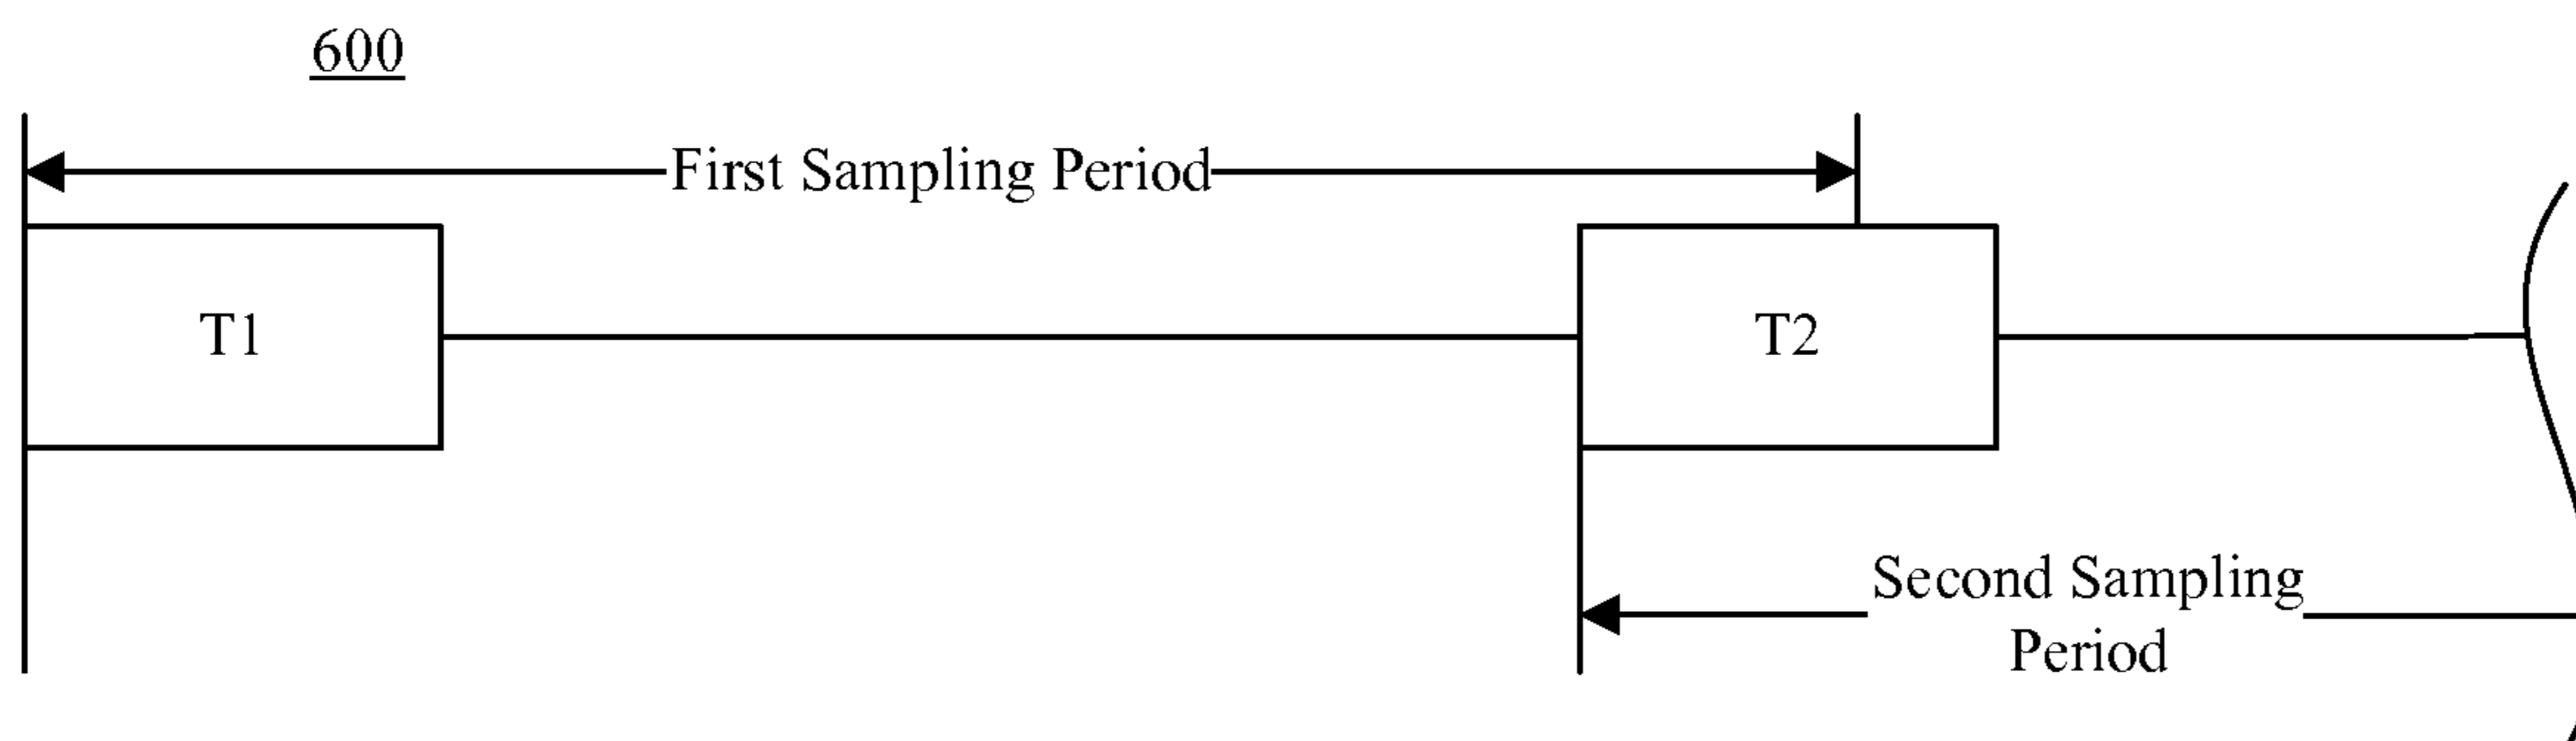 600
First Sampling Period
T1
T2
Second Sampling
Period